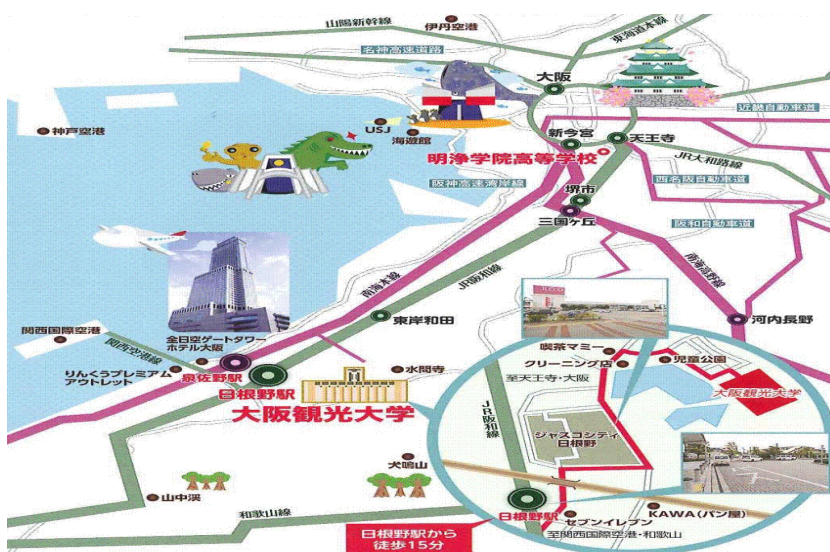 山陽新幹線
伊丹空港
東海道本線
名神高速道路
大阪
近畿自動車道
神戸空港
USJ
海遊館
新今宮
天王寺
明浄学院高等学校
JR大和路線
阪神高速湾岸線
西名阪自動車道
堺市
三国ヶ丘
阪和自動車道
南海本線
JR阪和線
南海高野線
東岸和田
河内長野
関西国際空港
全日空ゲートタワー
ホテル大阪
関西空港線
りんくうプレミアム
アウトレット
泉佐野駅
日根野駅
水間寺
大阪観光大学
喫茶マミー
クリーニング店
児童公園
至天王寺・大阪
大阪観光大学
JR阪和線
ジャスコシティ
日根野
犬鳴山
山中渓
和歌山線
日根野駅
セブンイレブン
KAWA(パン屋)
至関西国際空港・和歌山
日根野駅から
徒歩15分